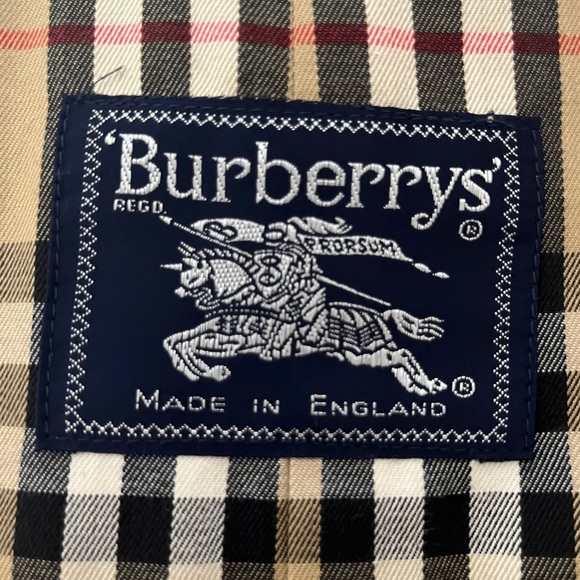 'Burberrys'
REGD.
®
PRORSUM
®
MADE IN ENGLAND